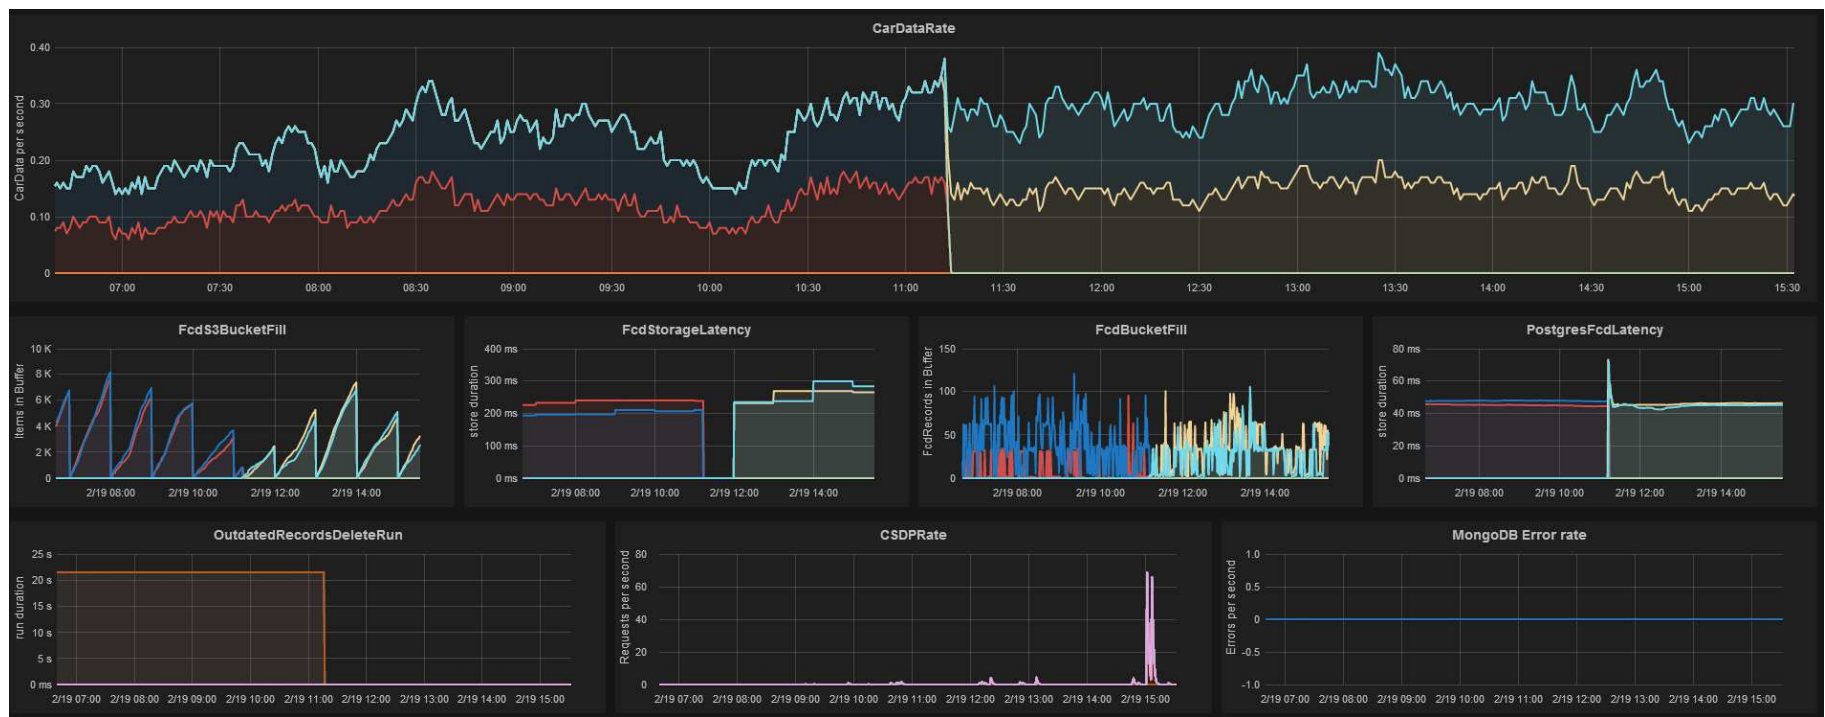 CarDataRate
CarData per second
0.40
0.30
0.20
0.10
0
07:00 07:30 08:00 08:30 09:00 09:30 10:00 10:30 11:00 11:30 12:00 12:30 13:00 13:30 14:00 14:30 15:00 15:30
FcdS3BucketFill
Items in Buffer
10 K
8 K
6 K
4 K
2 K
0
2/19 08:00 2/19 10:00 2/19 12:00 2/19 14:00
FcdStorageLatency
store duration
400 ms
300 ms
200 ms
100 ms
0 ms
2/19 08:00 2/19 10:00 2/19 12:00 2/19 14:00
FcdBucketFill
FcdRecords in Buffer
150
100
50
0
2/19 08:00 2/19 10:00 2/19 12:00 2/19 14:00
PostgresFcdLatency
store duration
80 ms
60 ms
40 ms
20 ms
0 ms
2/19 08:00 2/19 10:00 2/19 12:00 2/19 14:00
OutdatedRecordsDeleteRun
run duration
25 s
20 s
15 s
10 s
5 s
0 ms
2/19 07:00 2/19 08:00 2/19 09:00 2/19 10:00 2/19 11:00 2/19 12:00 2/19 13:00 2/19 14:00 2/19 15:00
CSDPRate
Requests per second
80
60
40
20
0
2/19 07:00 2/19 08:00 2/19 09:00 2/19 10:00 2/19 11:00 2/19 12:00 2/19 13:00 2/19 14:00 2/19 15:00
MongoDB Error rate
Errors per second
1.0
0.5
0
-0.5
-1.0
2/19 07:00 2/19 08:00 2/19 09:00 2/19 10:00 2/19 11:00 2/19 12:00 2/19 13:00 2/19 14:00 2/19 15:00